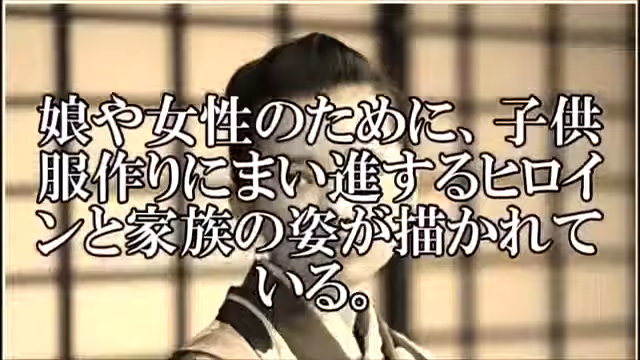 娘や女性のために、子供
服作りにまい進するヒロイ
ンと家族の姿が描かれて
いる。